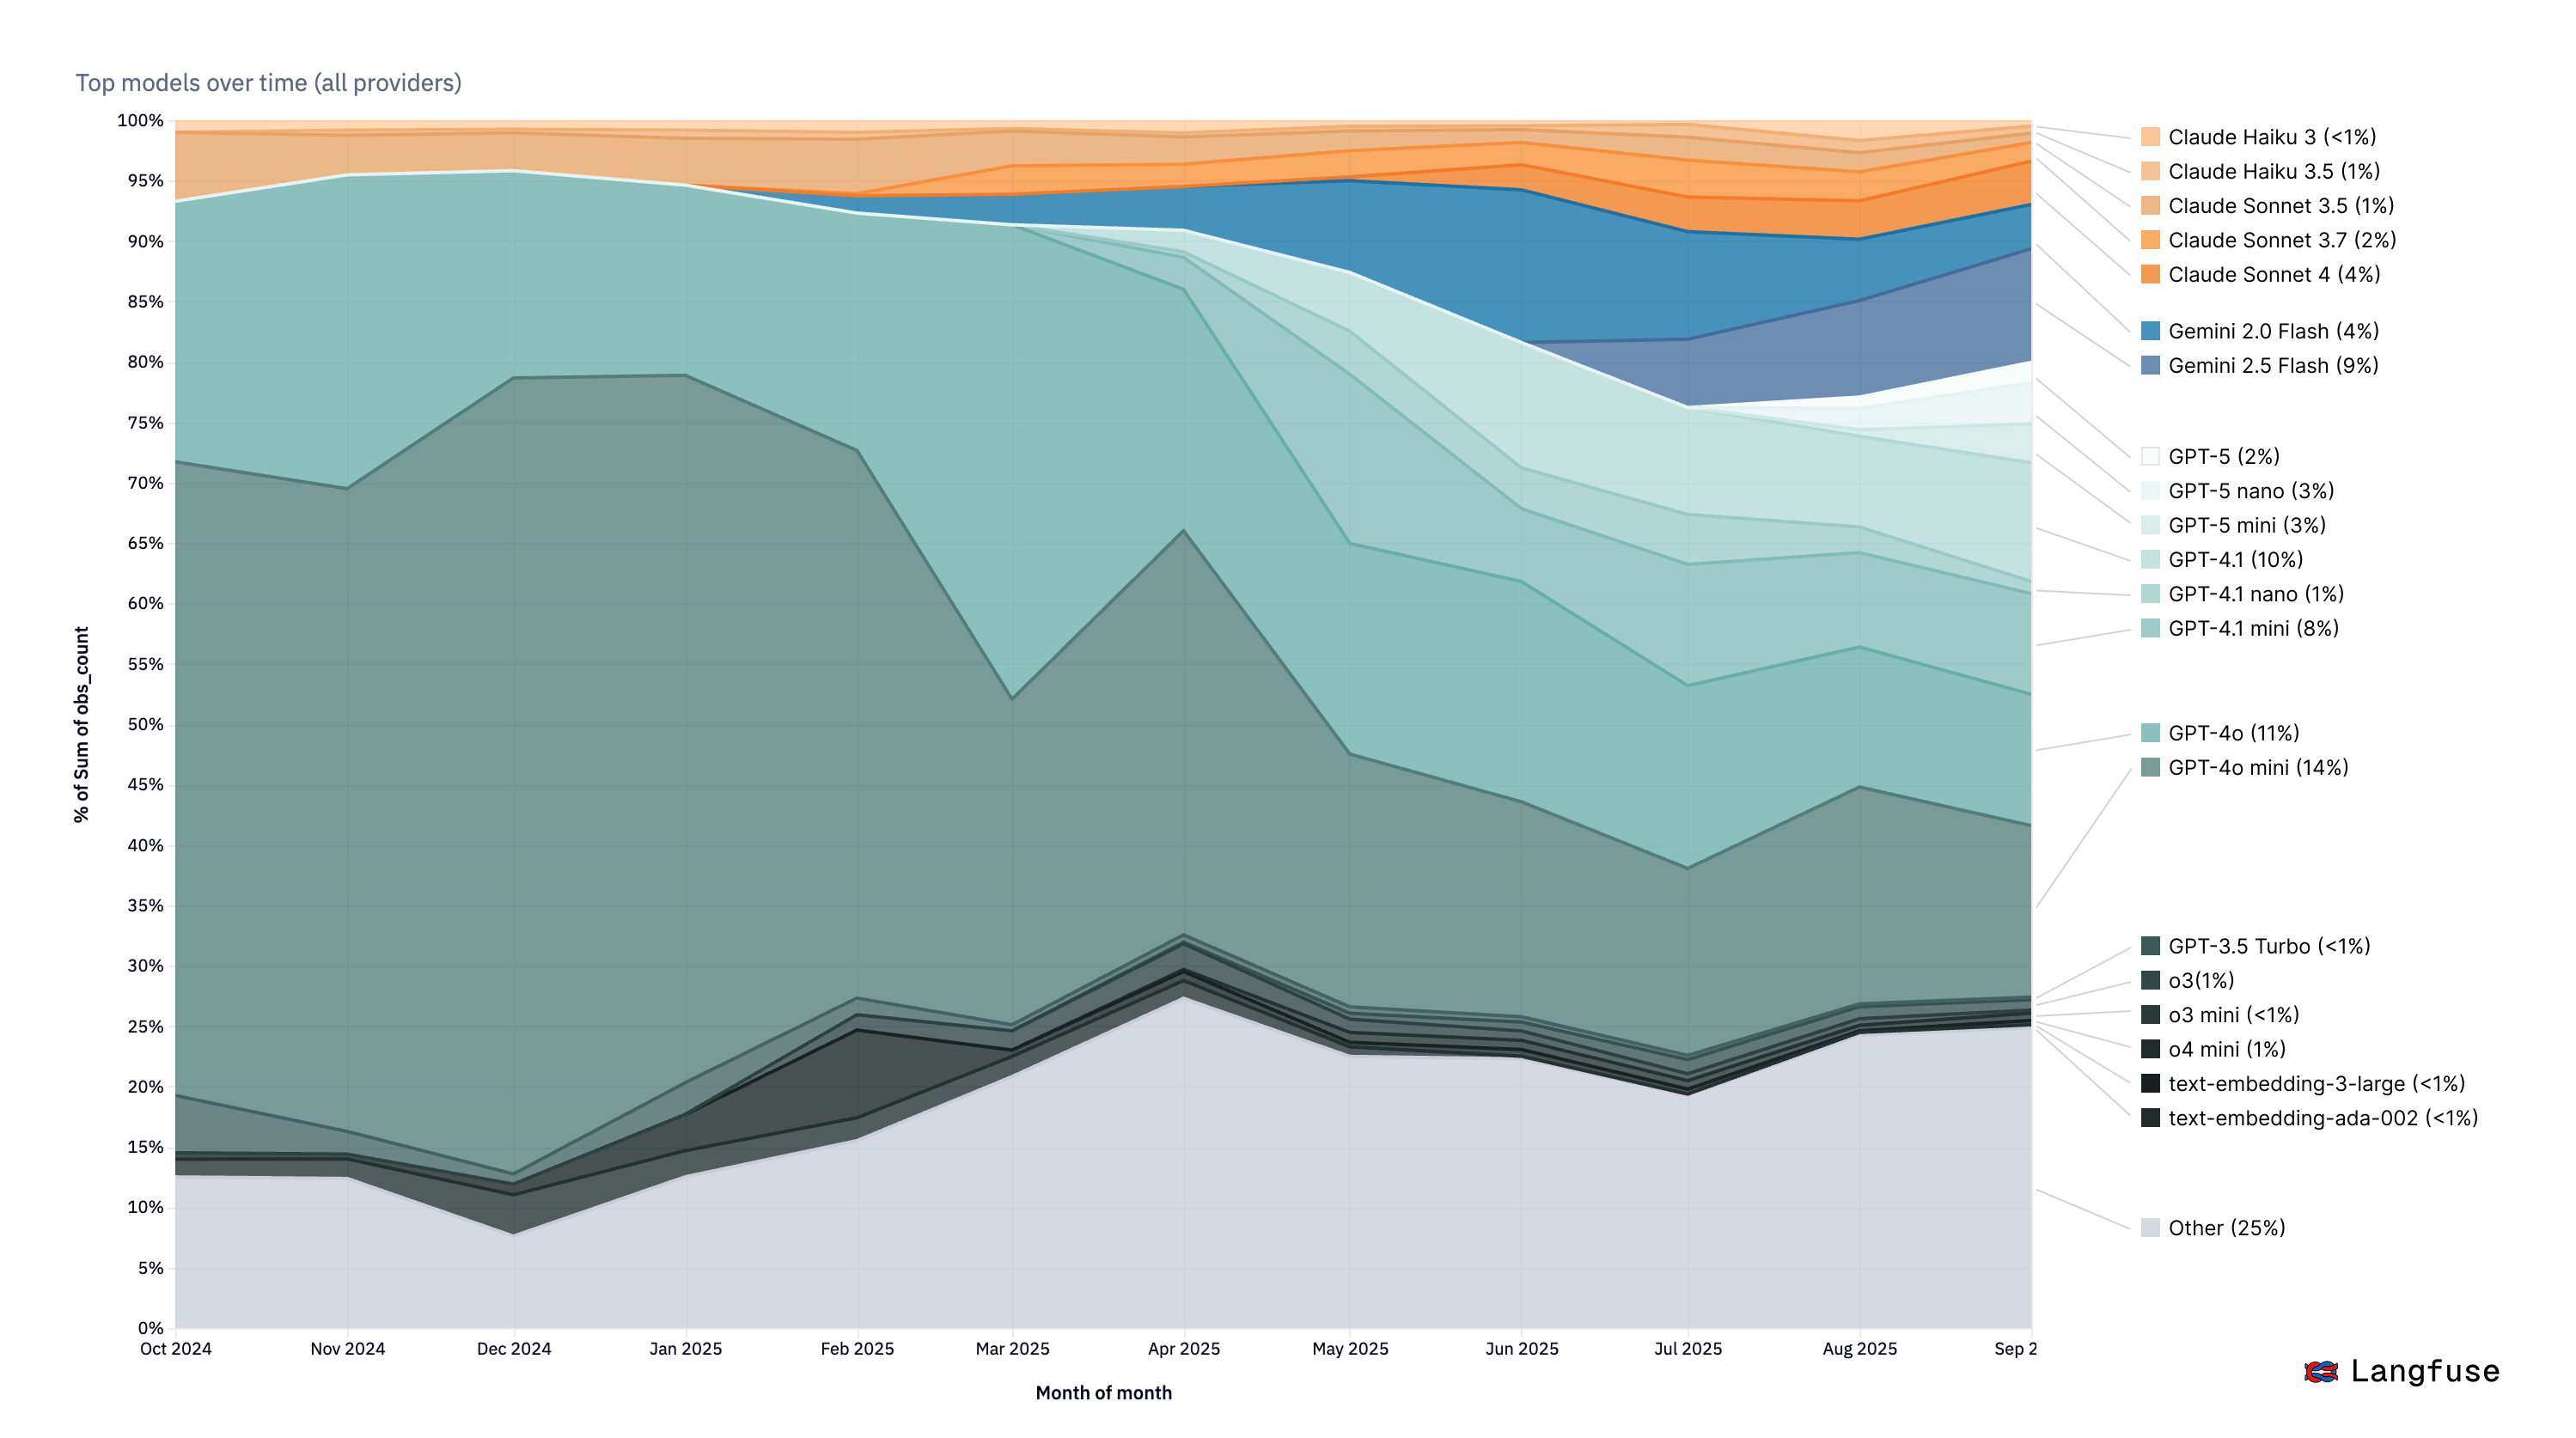 Top models over time (all providers)
100%
95%
90%
85%
80%
75%
70%
65%
60%
55%
50%
45%
40%
35%
30%
25%
20%
15%
10%
5%
0%
% of Sum of obs_count
Oct 2024
Nov 2024
Dec 2024
Jan 2025
Feb 2025
Mar 2025
Apr 2025
May 2025
Jun 2025
Jul 2025
Aug 2025
Sep 2
Month of month
Claude Haiku 3 (<1%)
Claude Haiku 3.5 (1%)
Claude Sonnet 3.5 (1%)
Claude Sonnet 3.7 (2%)
Claude Sonnet 4 (4%)
Gemini 2.0 Flash (4%)
Gemini 2.5 Flash (9%)
GPT-5 (2%)
GPT-5 nano (3%)
GPT-5 mini (3%)
GPT-4.1 (10%)
GPT-4.1 nano (1%)
GPT-4.1 mini (8%)
GPT-4o (11%)
GPT-4o mini (14%)
GPT-3.5 Turbo (<1%)
o3(1%)
o3 mini (<1%)
o4 mini (1%)
text-embedding-3-large (<1%)
text-embedding-ada-002 (<1%)
Other (25%)
Langfuse